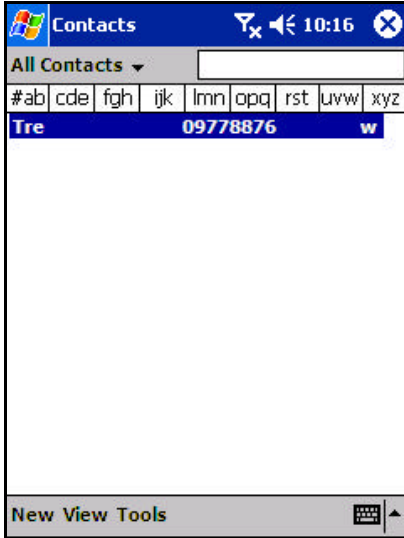 Contacts 10:16
All Contacts
#ab cde fgh ijk lmn opq rst uvw xyz
Tre 09778876 w
New View Tools